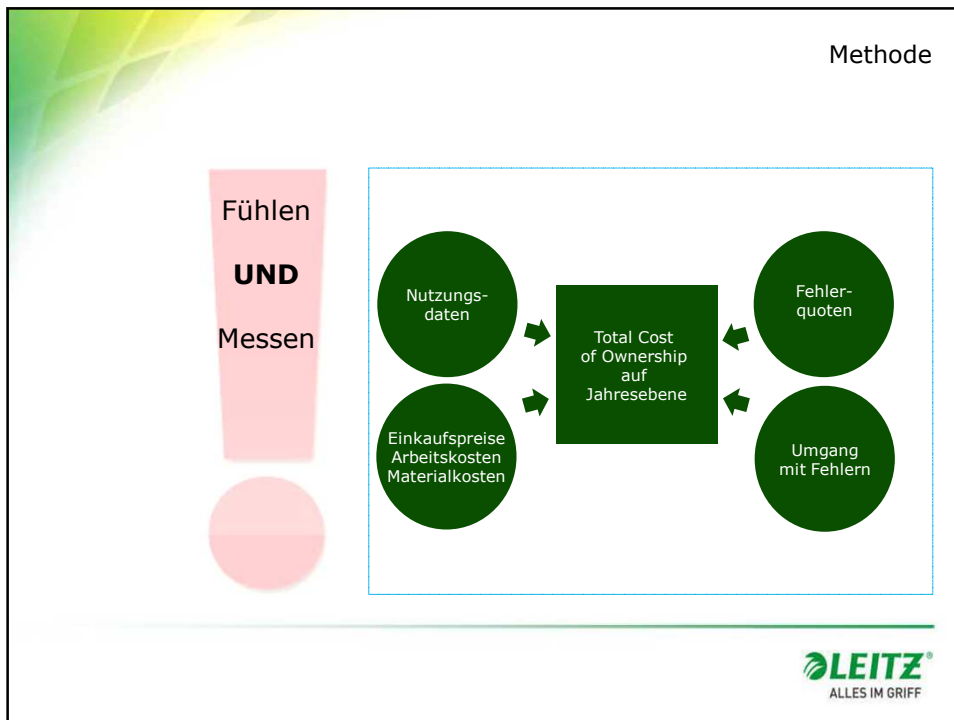 Methode
Fühlen
UND
Messen
Nutzungs-
daten
Einkaufspreise
Arbeitskosten
Materialkosten
Total Cost
of Ownership
auf
Jahresebene
Fehler-
quoten
Umgang
mit Fehlern
LEITZ®
ALLES IM GRIFF